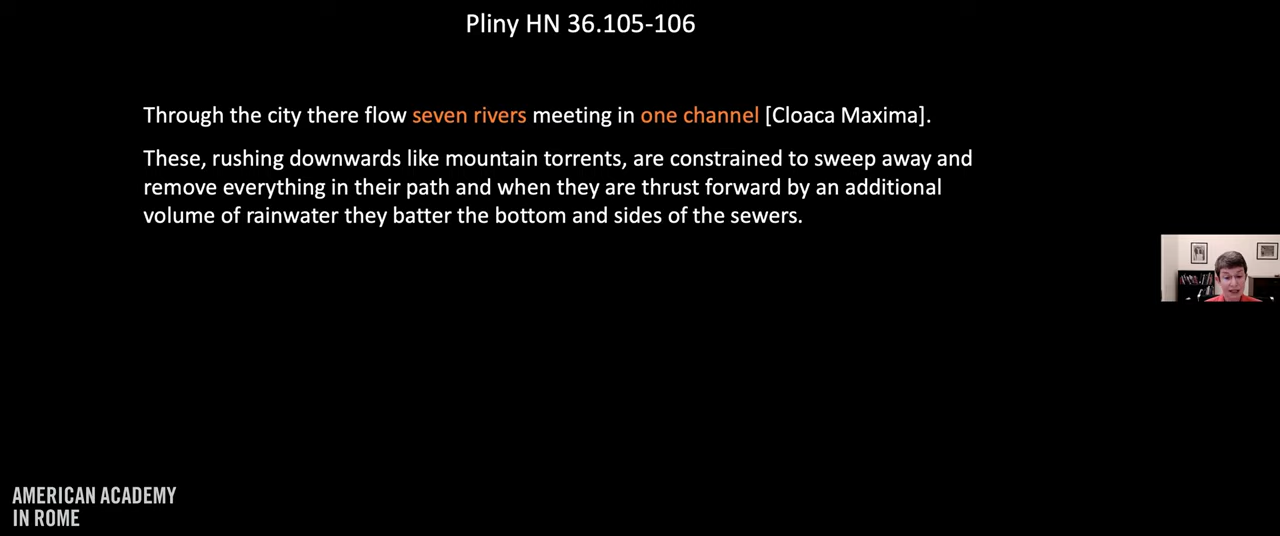 Pliny HN 36.105-106
Through the city there flow seven rivers meeting in one channel [Cloaca Maxima].
These, rushing downwards like mountain torrents, are constrained to sweep away and
remove everything in their path and when they are thrust forward by an additional
volume of rainwater they batter the bottom and sides of the sewers.
AMERICAN ACADEMY
IN ROME